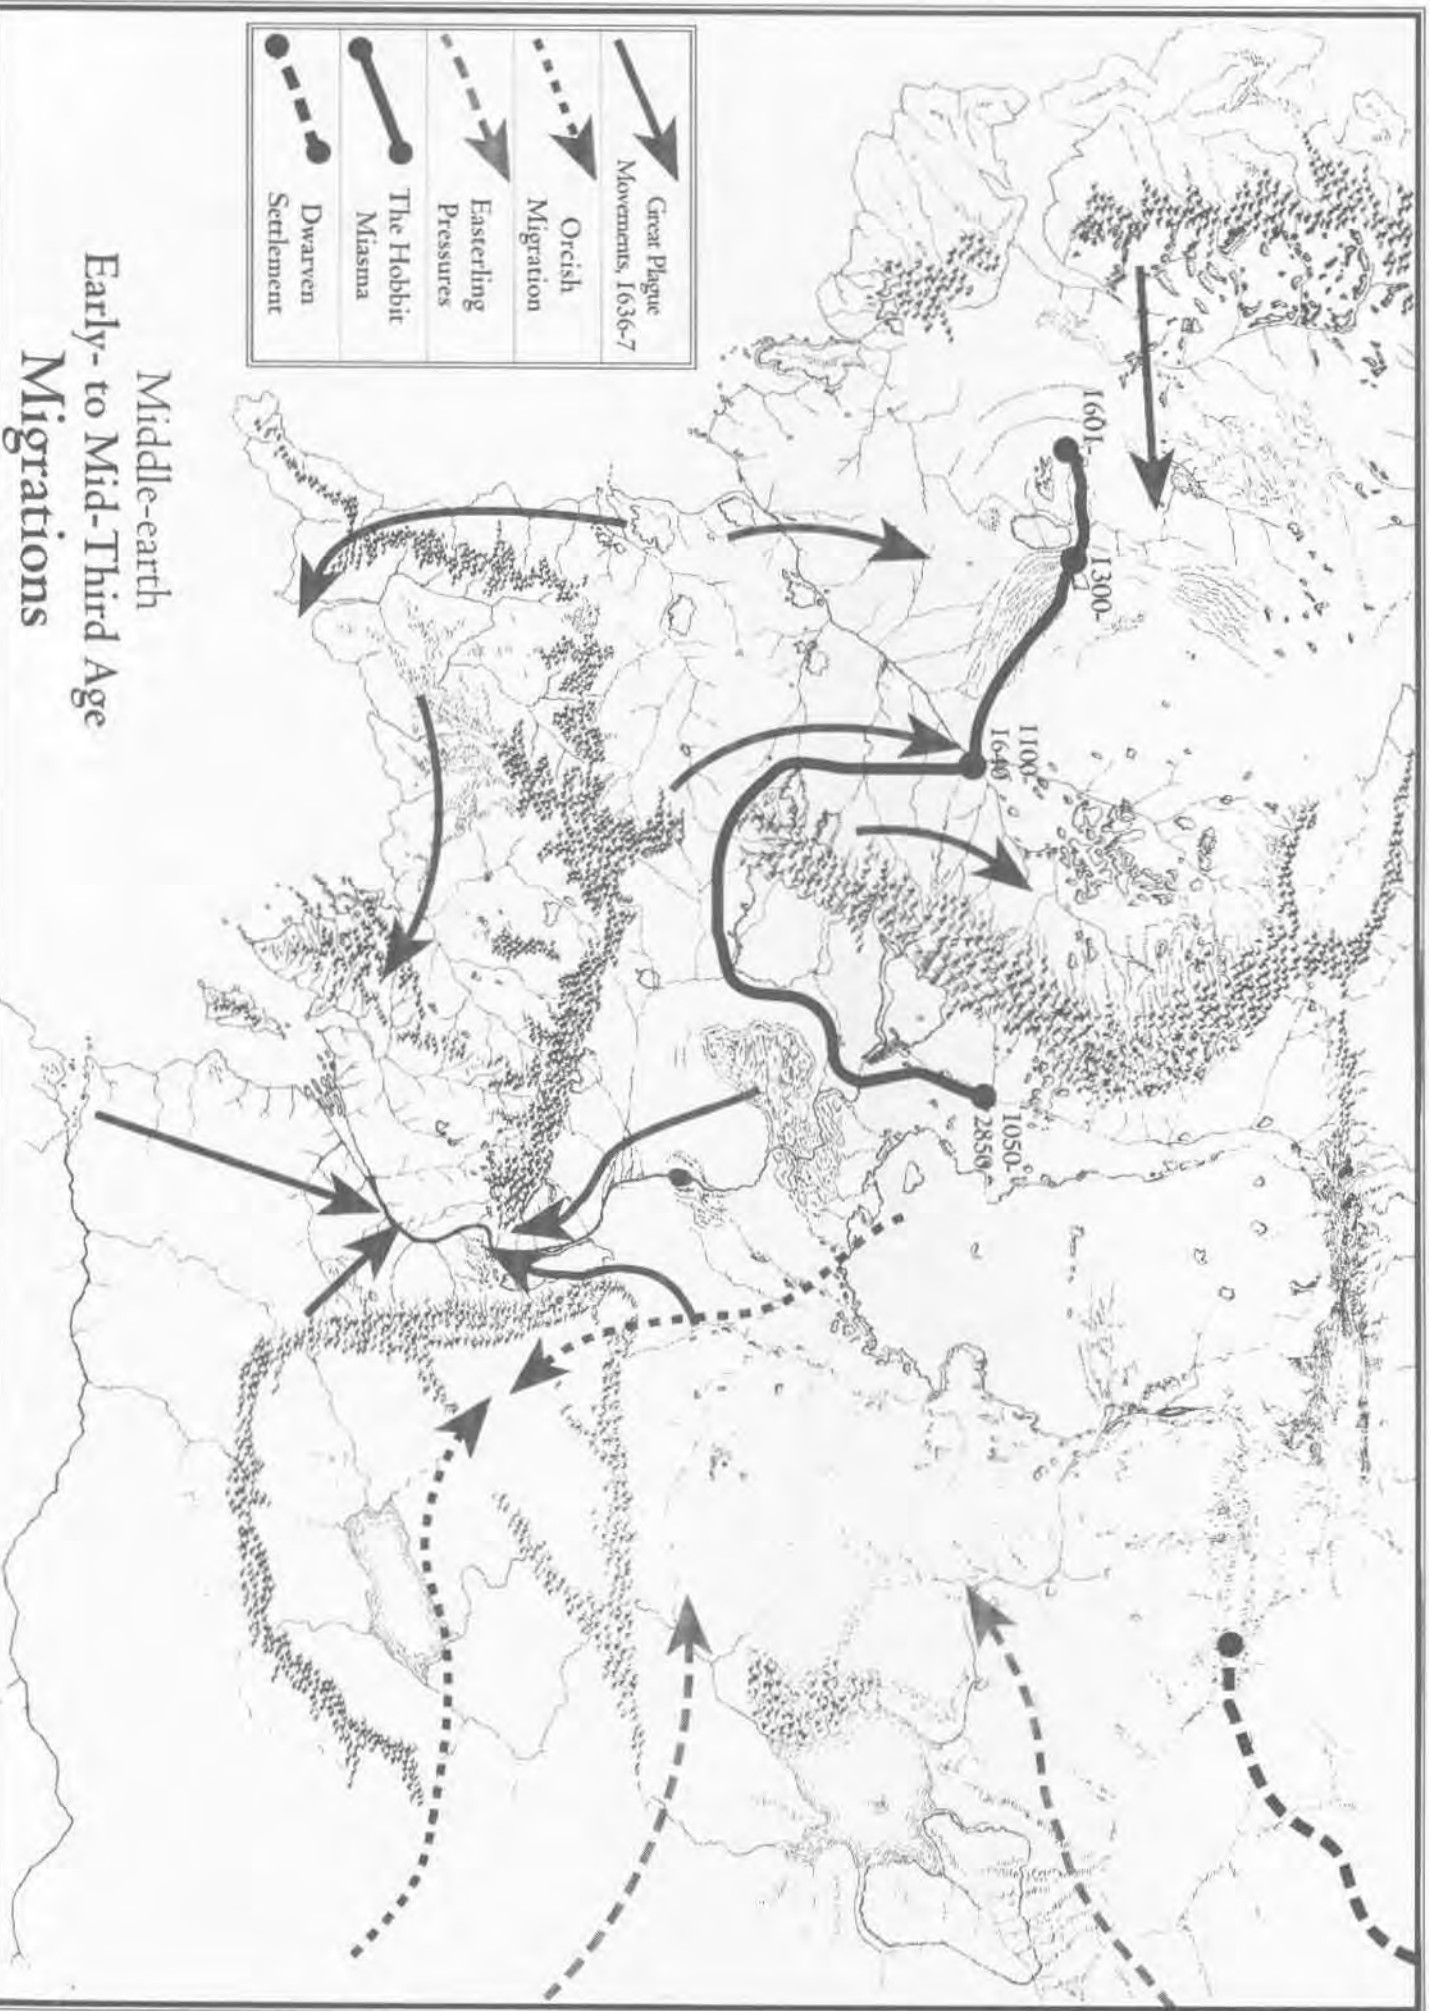 Middle-earth
Early- to Mid-Third Age
Migrations
Great Plague
Movements, 1636-7
Orcish
Migration
Easterling
Pressures
The Hobbit
Miasma
Dwarven
Settlement
1601-
1300-
1100-
1640
1050-
2850